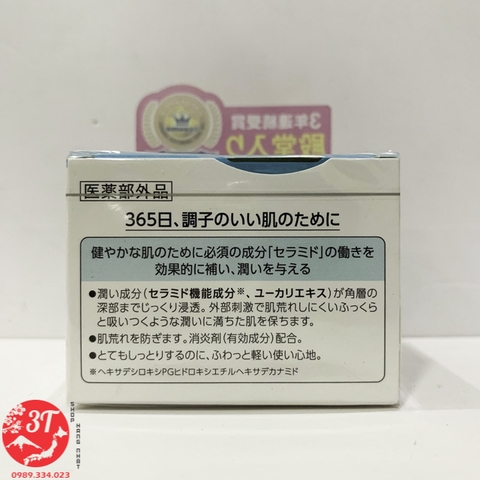 3年連続受賞
殿堂入り
医薬部外品
365日、調子のいい肌のために
健やかな肌のために必須の成分「セラミド」の働きを
効果的に補い、潤いを与える
●潤い成分(セラミド機能成分※、ユーカリエキス)が角層の
深部までじっくり浸透。外部刺激で肌荒れしにくいふっくら
と吸いつくような潤いに満ちた肌を保ちます。
●肌荒れを防ぎます。消炎剤(有効成分)配合。
●とてもしっとりするのに、ふわっと軽い使い心地。
※ヘキサデシロキシPGヒドロキシエチルヘキサデカナミド
3T
SHOP HANG NHAT
0989.334.023